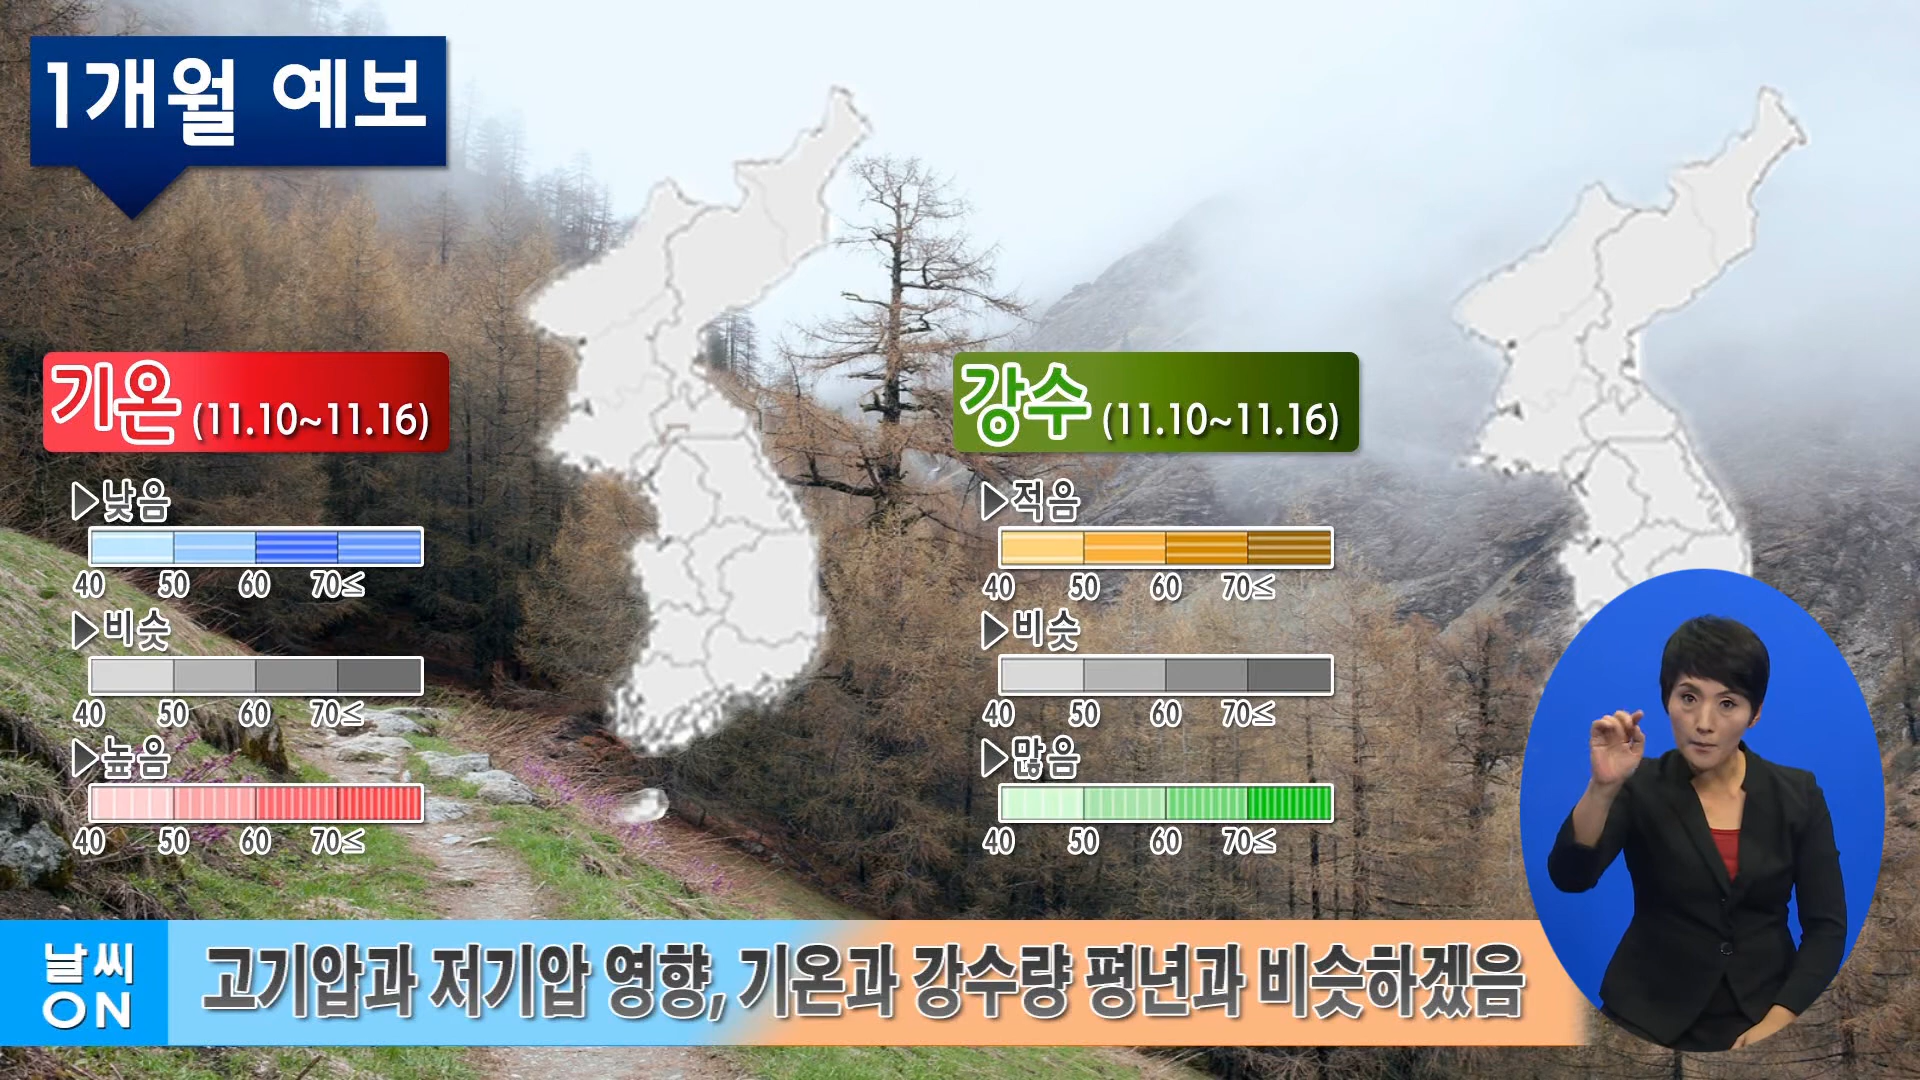 1개월 예보
기온 (11.10~11.16)
▶낮음
40 50 60 70≤
▶비슷
40 50 60 70≤
▶높음
40 50 60 70≤
강수 (11.10~11.16)
▶적음
40 50 60 70≤
▶비슷
40 50 60 70≤
▶많음
40 50 60 70≤
날씨
ON
고기압과 저기압 영향, 기온과 강수량 평년과 비슷하겠음